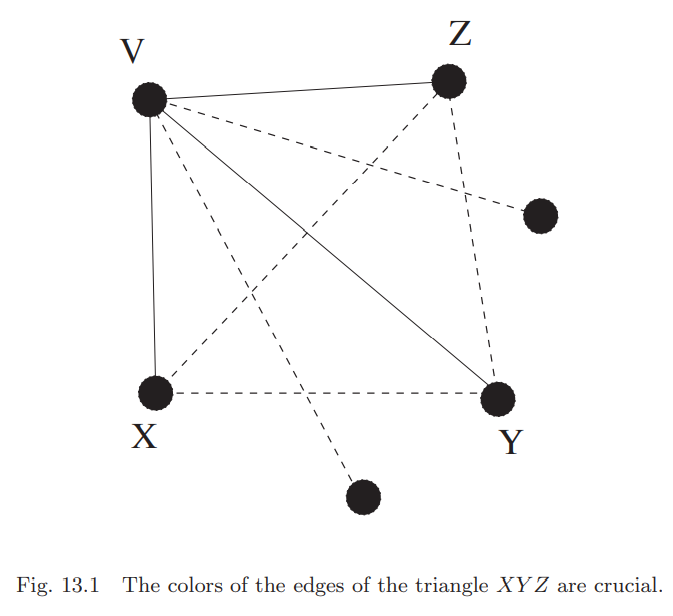 V
Z
X
Y
Fig. 13.1 The colors of the edges of the triangle XYZ are crucial.